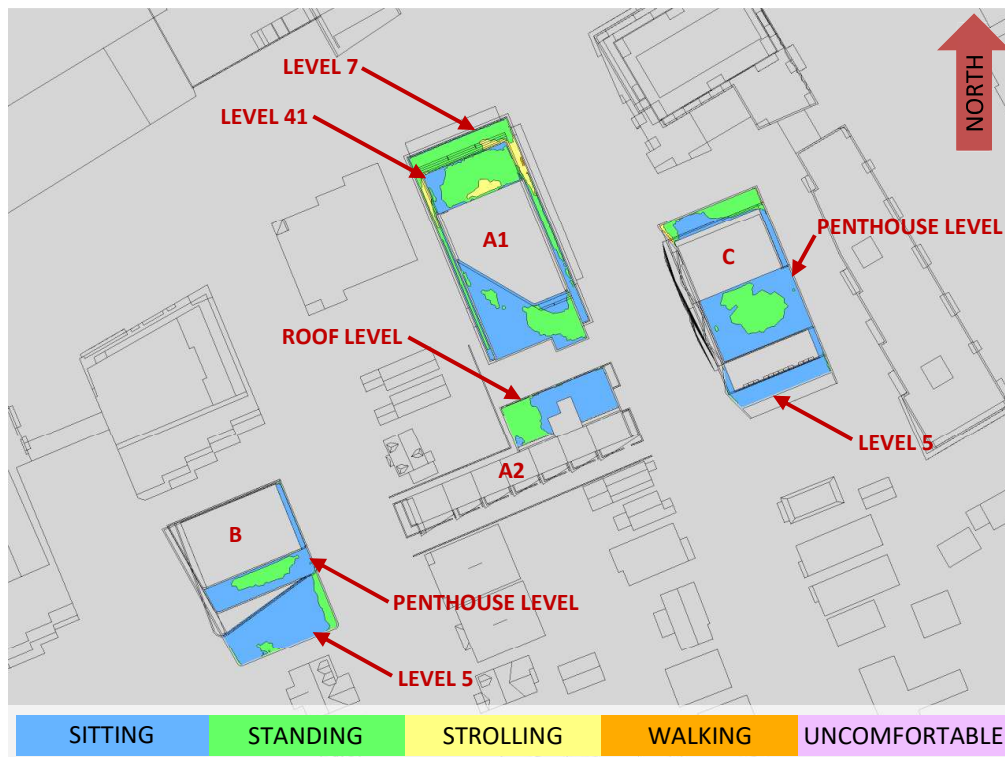 LEVEL 7
NORTH
LEVEL 41
A1
PENTHOUSE LEVEL
C
ROOF LEVEL
LEVEL 5
A2
B
PENTHOUSE LEVEL
LEVEL 5
SITTING STANDING STROLLING WALKING UNCOMFORTABLE